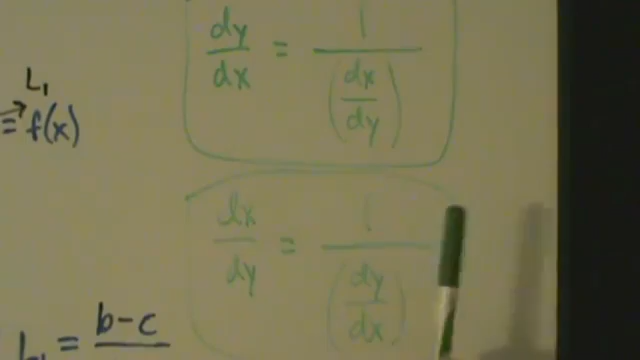 dy/dx = 1/(dx/dy)
L₁
= f(x)
dx/dy = 1/(dy/dx)
= b-c